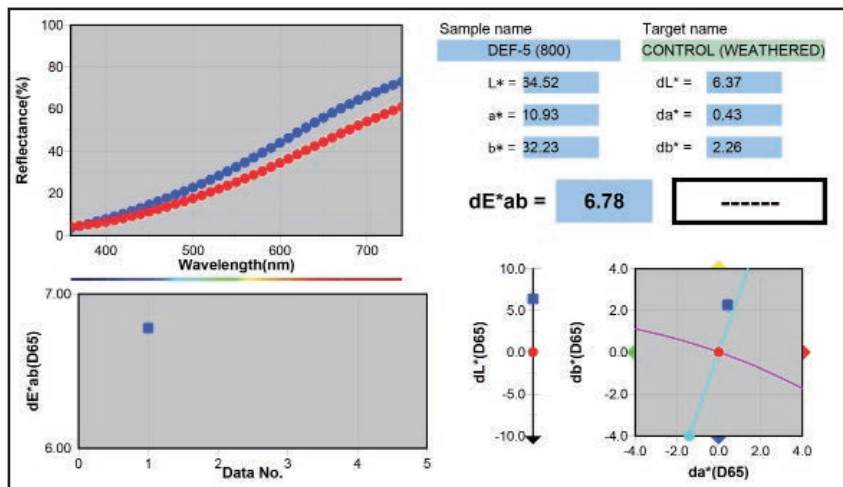 100
80
60
40
20
0
Reflectance(%)
400 500 600 700
Wavelength(nm)
Sample name Target name
DEF-5 (800) CONTROL (WEATHERED)
L* = 64.52 dL* = 6.37
a* = 10.93 da* = 0.43
b* = 32.23 db* = 2.26
dE*ab = 6.78 ------
7.00
6.00
dE*ab(D65)
0 1 2 3 4 5
Data No.
10.0
5.0
0.0
-5.0
-10.0
dL*(D65)
4.0
2.0
0.0
-2.0
-4.0
db*(D65)
-4.0 -2.0 0.0 2.0 4.0
da*(D65)